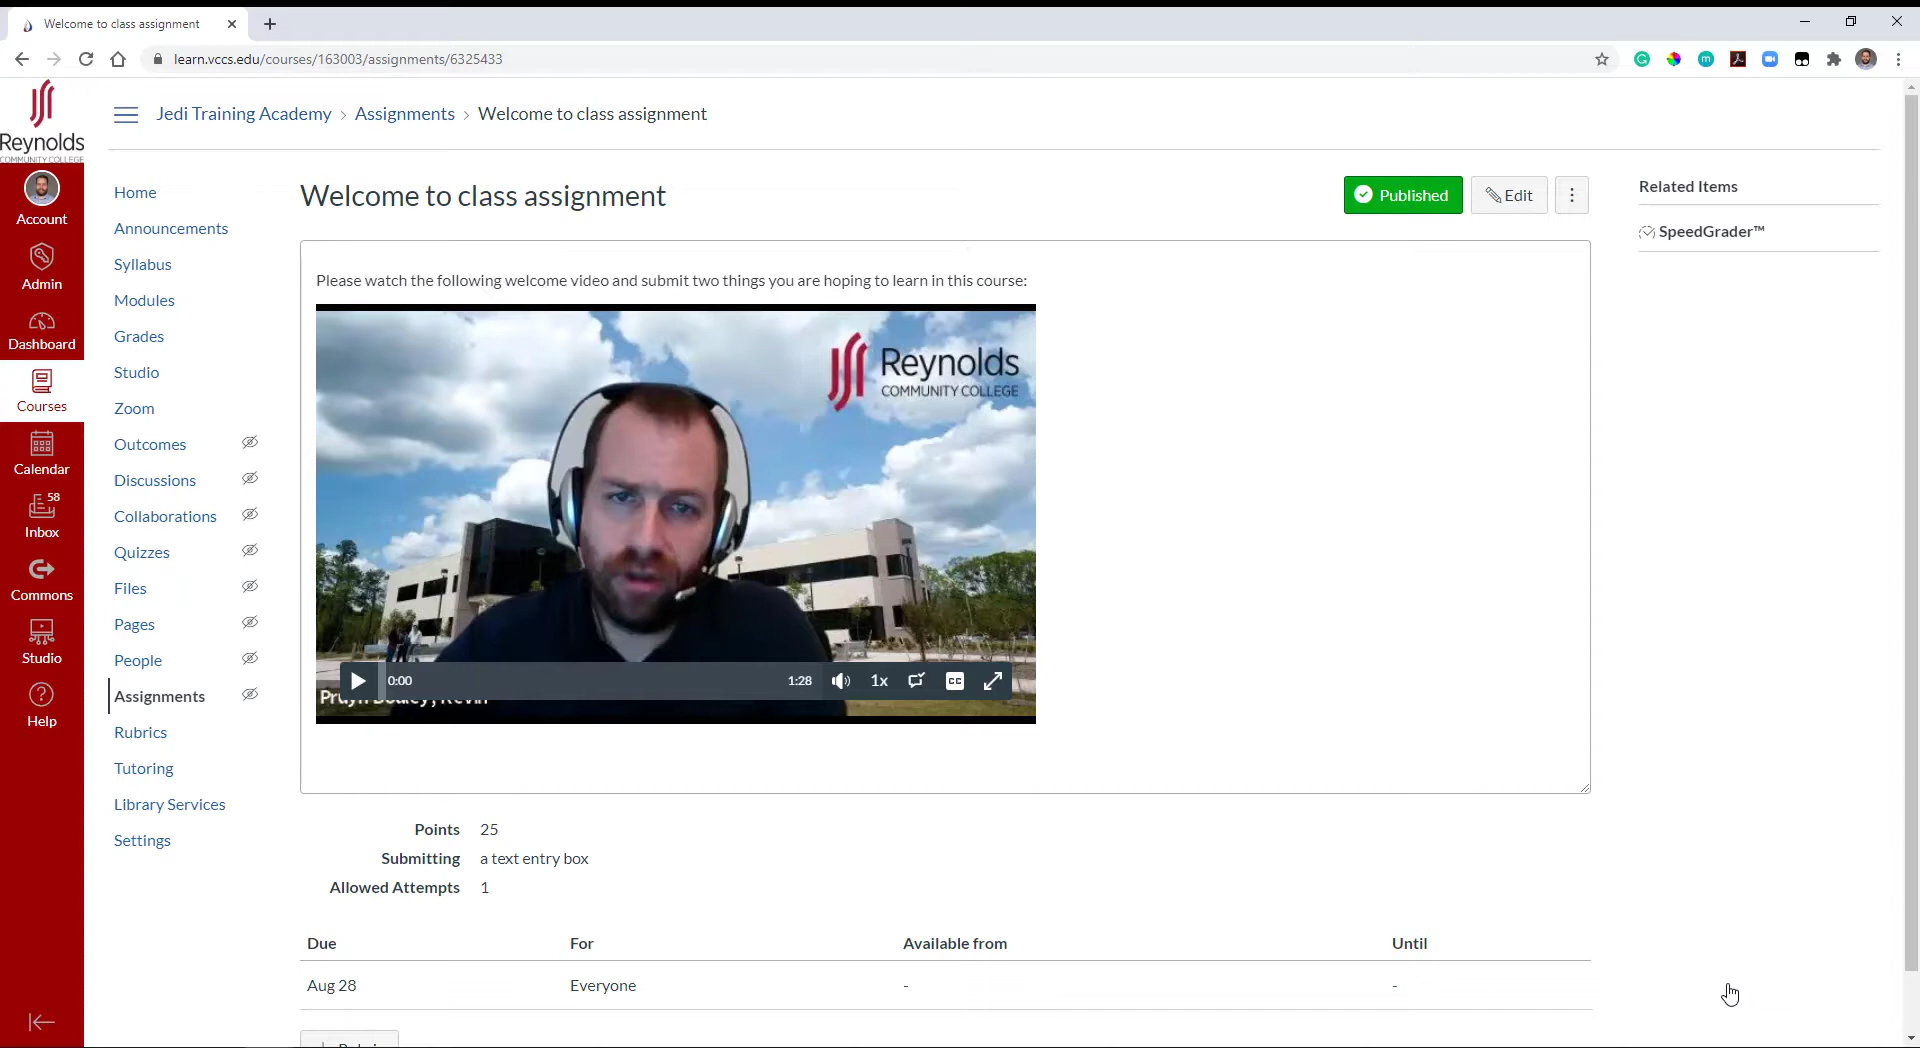 Welcome to class assignment
learn.vccs.edu/courses/163003/assignments/6325433
Reynolds
COMMUNITY COLLEGE
Jedi Training Academy › Assignments › Welcome to class assignment
Account
Admin
Dashboard
Courses
Calendar
58
Inbox
Commons
Studio
Help
Home
Announcements
Syllabus
Modules
Grades
Studio
Zoom
Outcomes
Discussions
Collaborations
Quizzes
Files
Pages
People
Assignments
Rubrics
Tutoring
Library Services
Settings
Welcome to class assignment
Published
Edit
Related Items
SpeedGrader™
Please watch the following welcome video and submit two things you are hoping to learn in this course:
Reynolds
COMMUNITY COLLEGE
0:00 1:28 1x CC
Points 25
Submitting a text entry box
Allowed Attempts 1
Due For Available from Until
Aug 28 Everyone - -